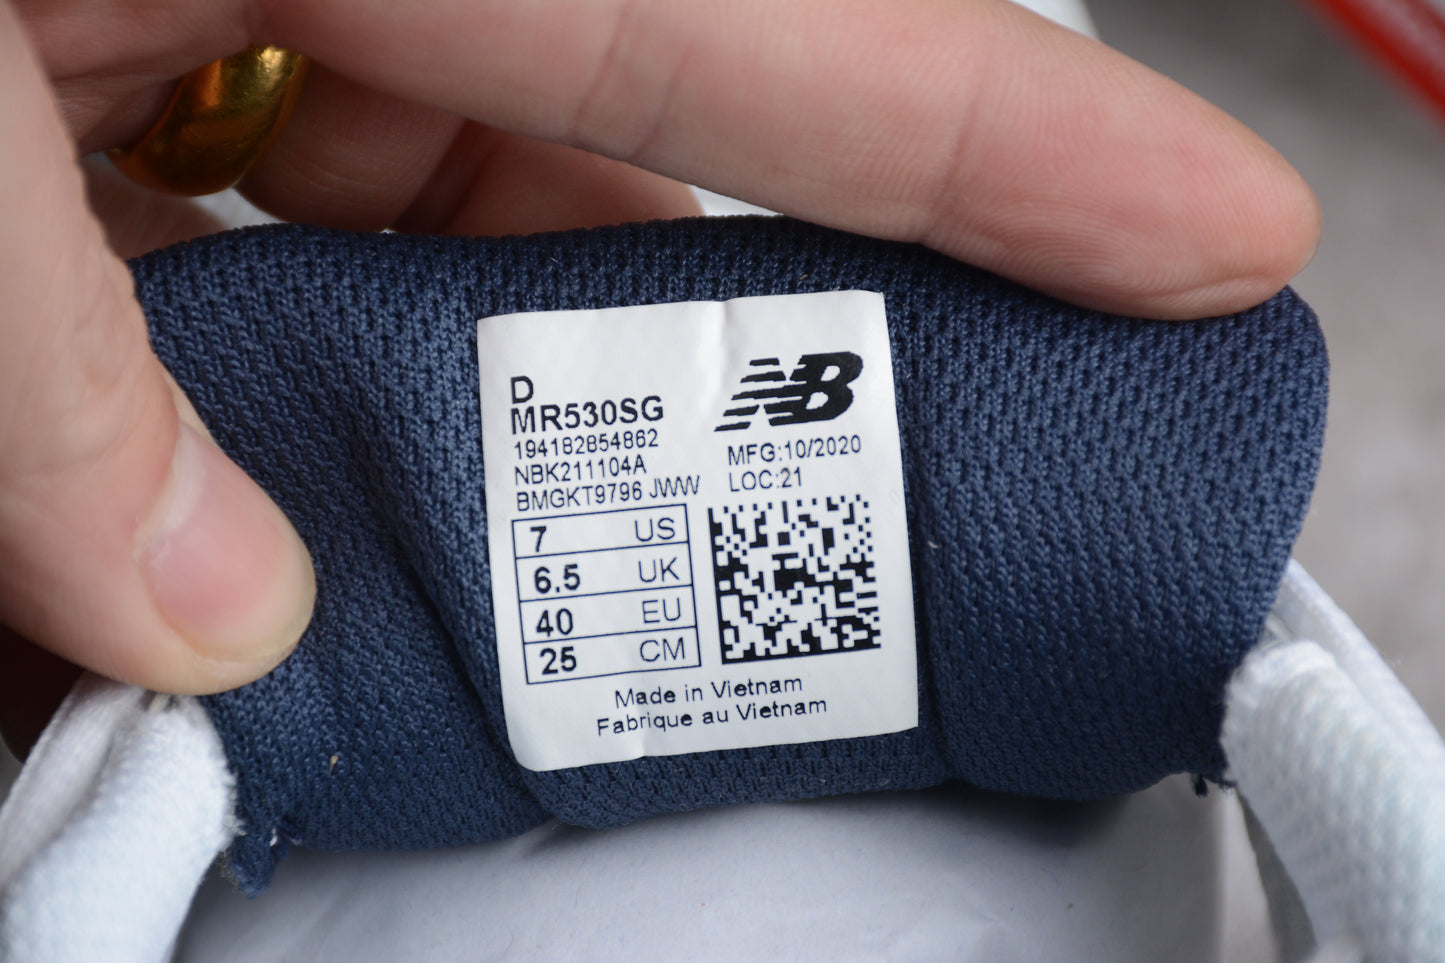 NB
D
MR530SG
194182854862
NBK211104A
BMGKT9796 JWW
MFG:10/2020
LOC:21
7 US
6.5 UK
40 EU
25 CM
Made in Vietnam
Fabrique au Vietnam